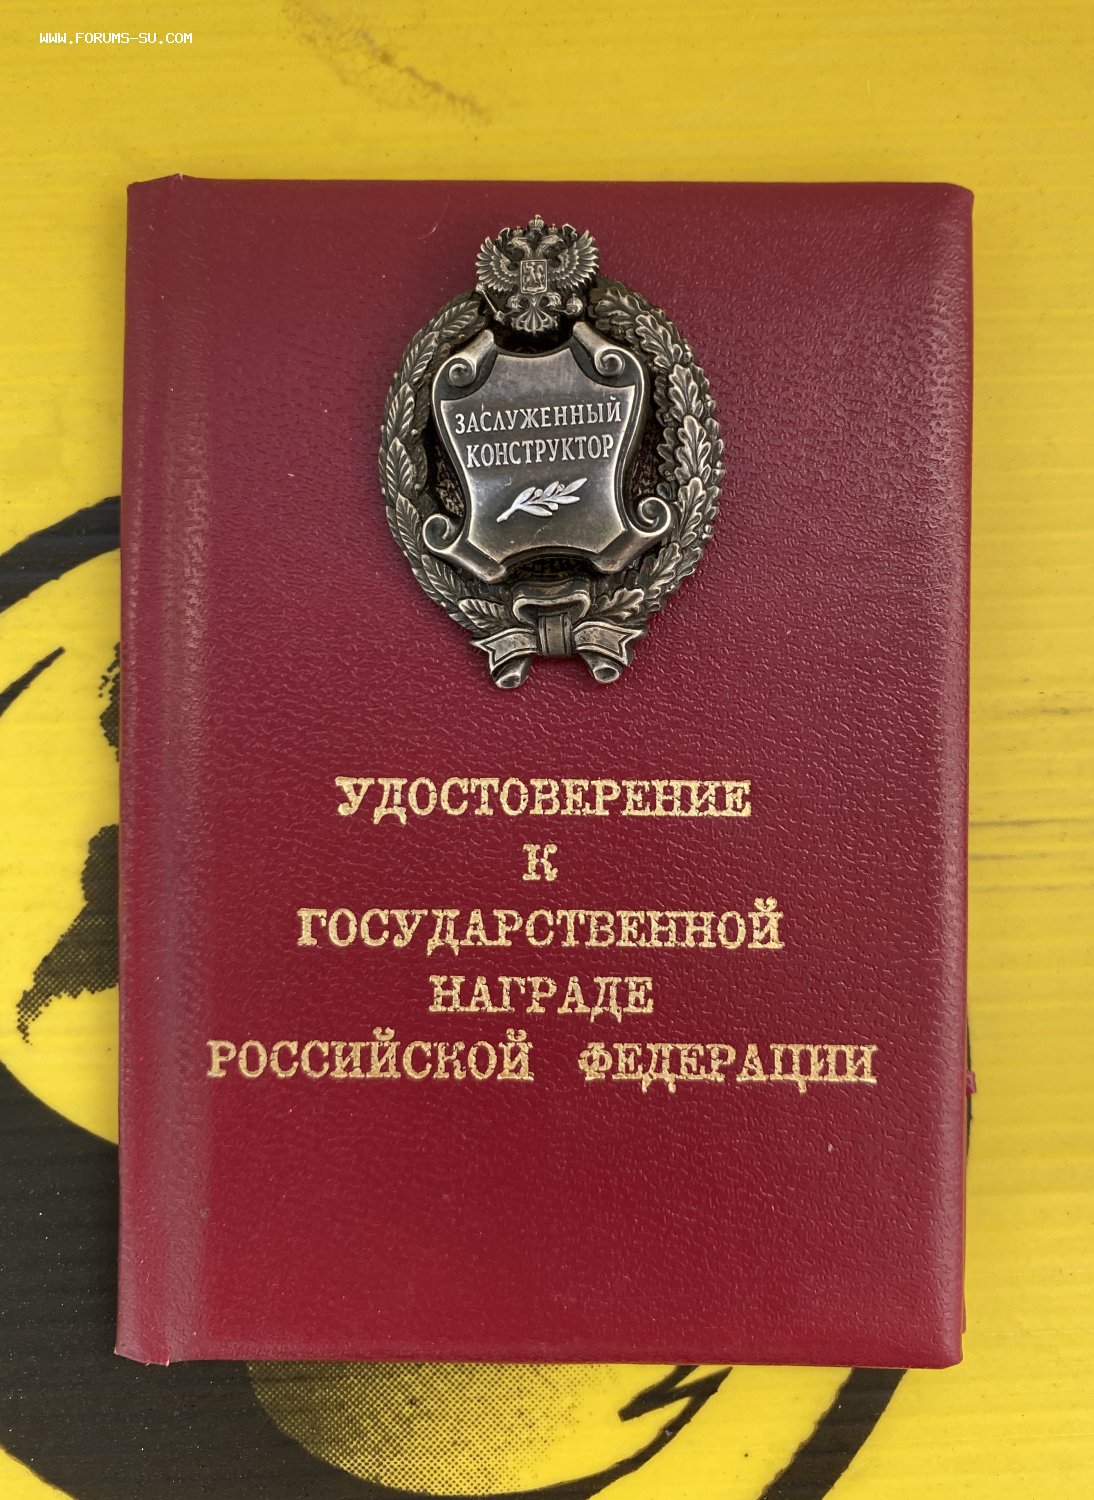 WWW.FORUMS-SU.COM
ЗАСЛУЖЕННЫЙ
КОНСТРУКТОР
УДОСТОВЕРЕНИЕ
К
ГОСУДАРСТВЕННОЙ
НАГРАДЕ
РОССИЙСКОЙ ФЕДЕРАЦИИ